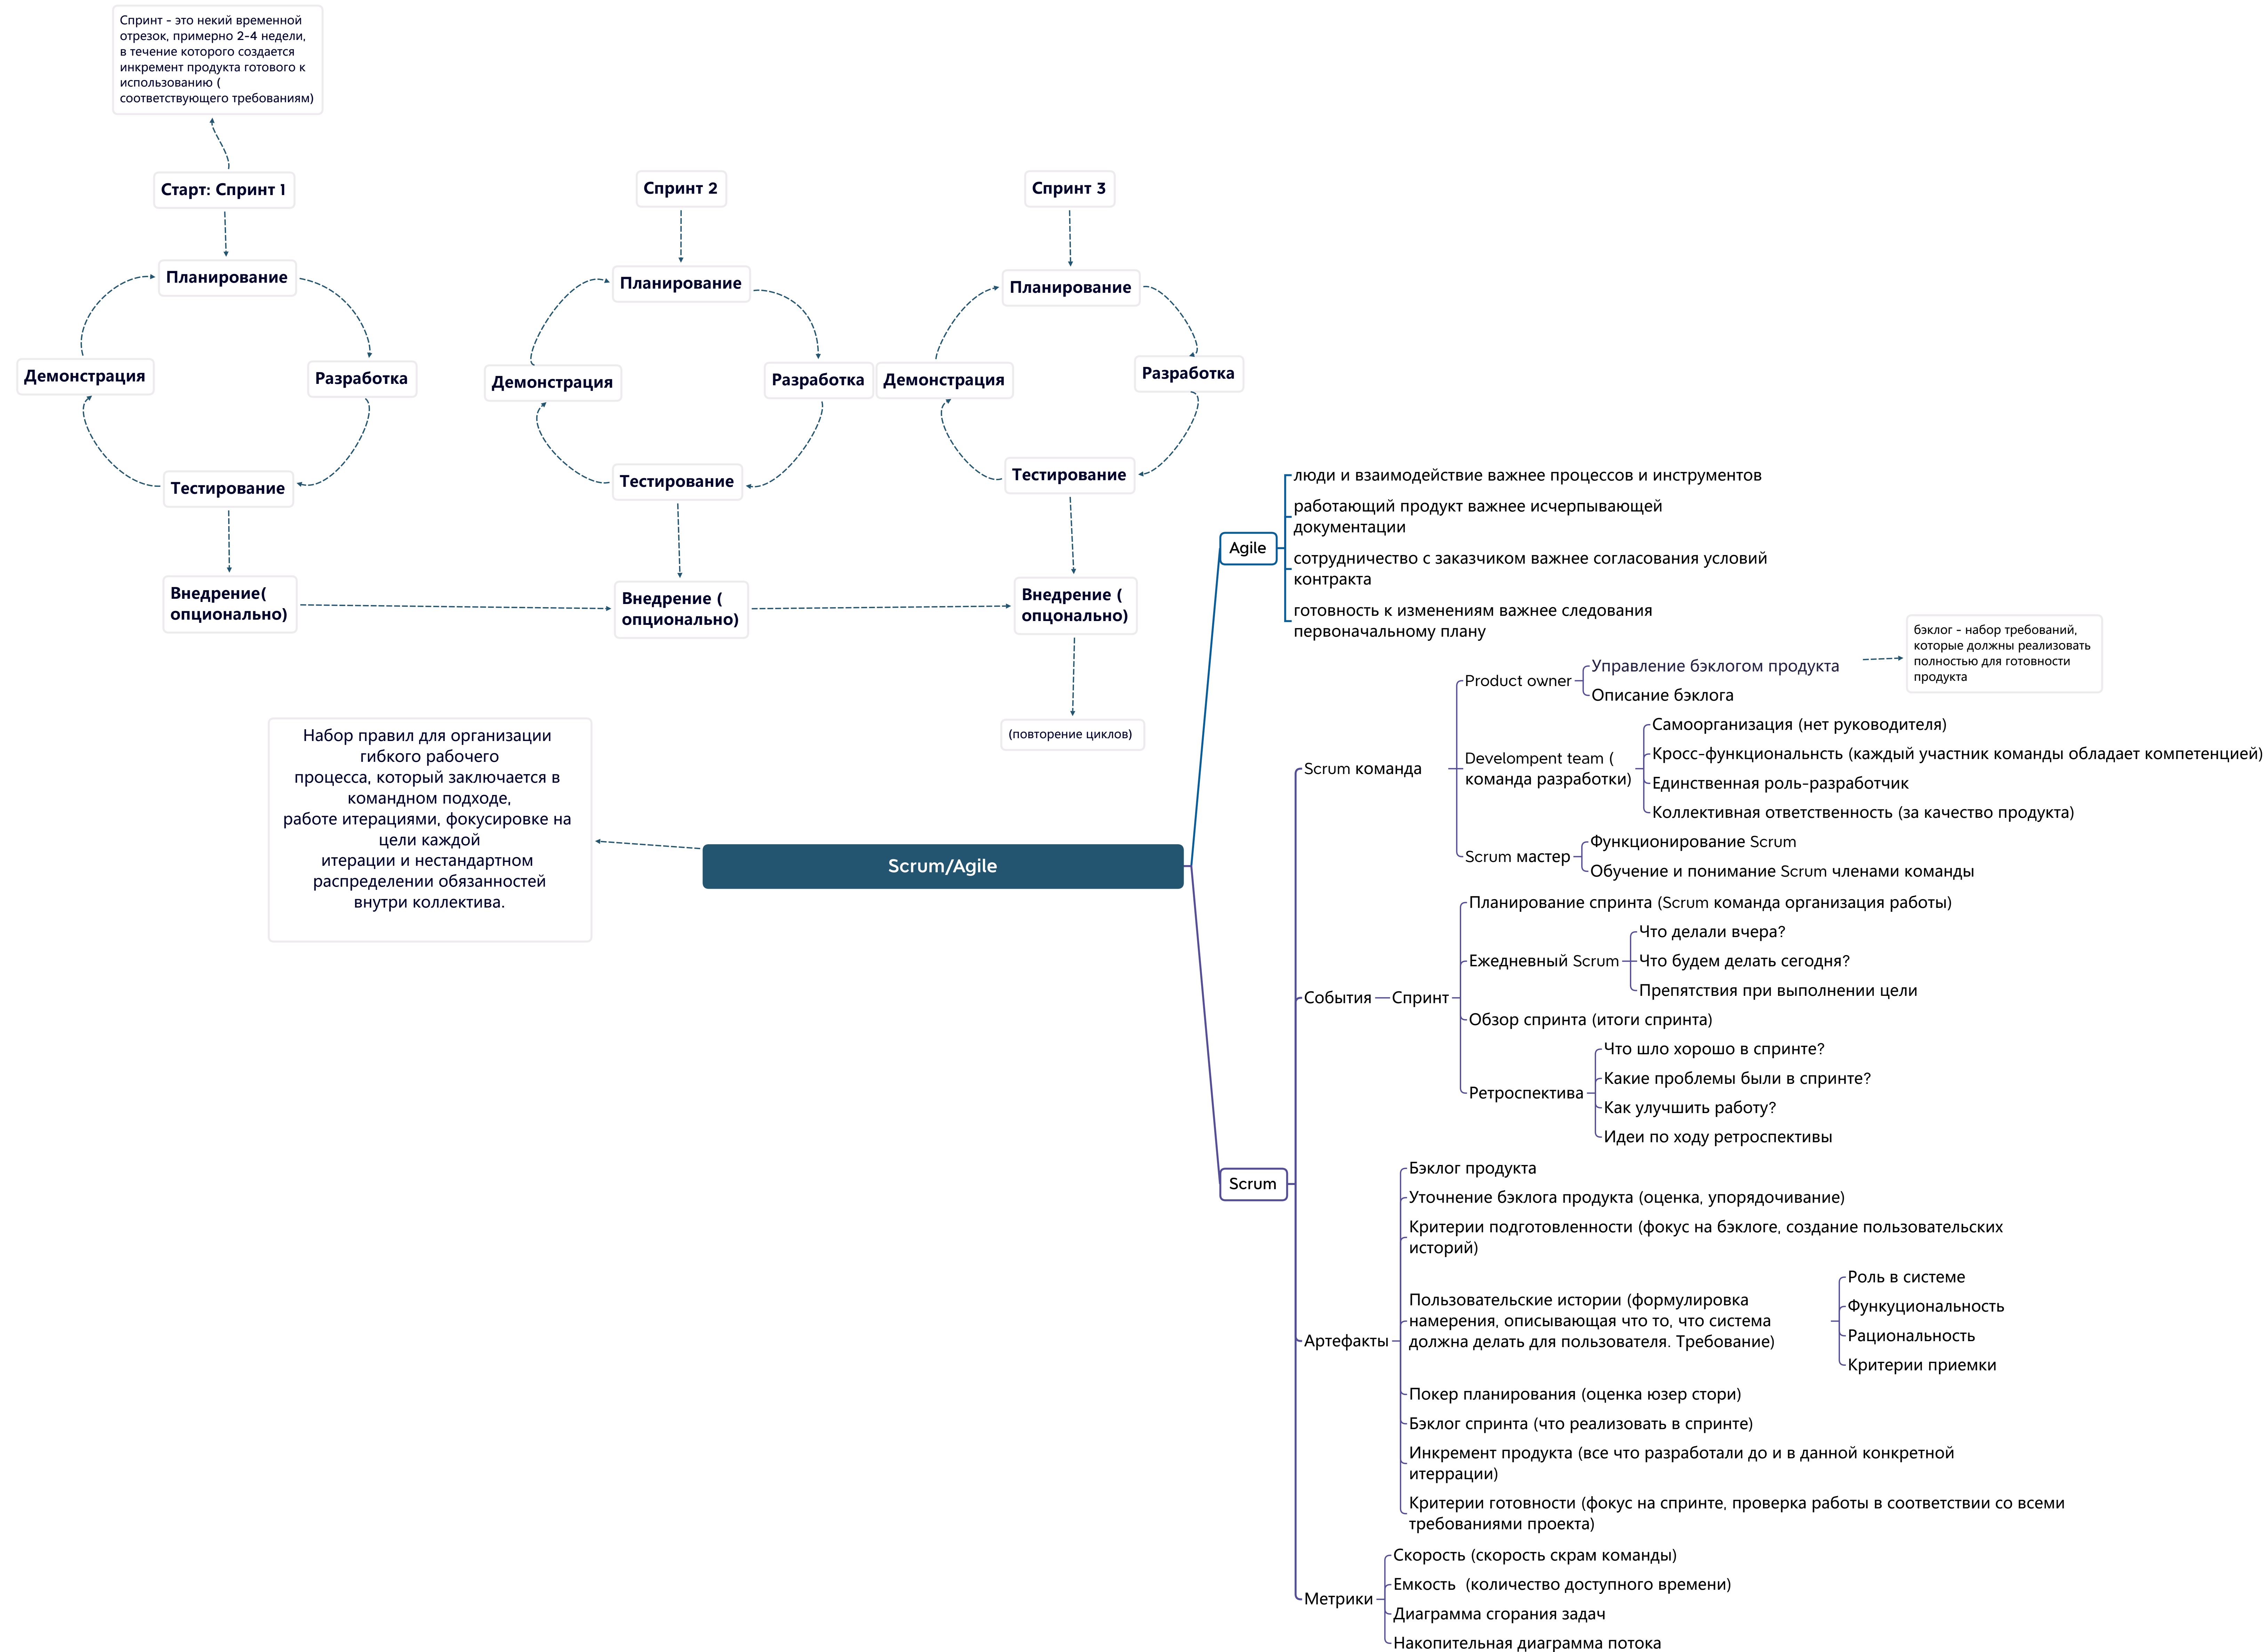 Спринт - это некий временной
отрезок, примерно 2-4 недели,
в течение которого создается
инкремент продукта готового к
использованию (
соответствующего требованиям)
Старт: Спринт 1
Планирование
Демонстрация
Разработка
Тестирование
Внедрение(
опционально)
Спринт 2
Планирование
Демонстрация
Разработка
Тестирование
Внедрение (
опционально)
Спринт 3
Планирование
Демонстрация
Разработка
Тестирование
Внедрение (
опцонально)
(повторение циклов)
Набор правил для организации
гибкого рабочего
процесса, который заключается в
командном подходе,
работе итерациями, фокусировке на
цели каждой
итерации и нестандартном
распределении обязанностей
внутри коллектива.
Scrum/Agile
Agile
люди и взаимодействие важнее процессов и инструментов
работающий продукт важнее исчерпывающей
документации
сотрудничество с заказчиком важнее согласования условий
контракта
готовность к изменениям важнее следования
первоначальному плану
Scrum
Scrum команда
Product owner
Управление бэклогом продукта
бэклог - набор требований,
которые должны реализовать
полностью для готовности
продукта
Описание бэклога
Develompent team (
команда разработки)
Самоорганизация (нет руководителя)
Кросс-функциональнсть (каждый участник команды обладает компетенцией)
Единственная роль-разработчик
Коллективная ответственность (за качество продукта)
Scrum мастер
Функционирование Scrum
Обучение и понимание Scrum членами команды
События
Спринт
Планирование спринта (Scrum команда организация работы)
Ежедневный Scrum
Что делали вчера?
Что будем делать сегодня?
Препятствия при выполнении цели
Обзор спринта (итоги спринта)
Ретроспектива
Что шло хорошо в спринте?
Какие проблемы были в спринте?
Как улучшить работу?
Идеи по ходу ретроспективы
Артефакты
Бэклог продукта
Уточнение бэклога продукта (оценка, упорядочивание)
Критерии подготовленности (фокус на бэклоге, создание пользовательских
историй)
Пользовательские истории (формулировка
намерения, описывающая что то, что система
должна делать для пользователя. Требование)
Роль в системе
Функуциональность
Рациональность
Критерии приемки
Покер планирования (оценка юзер стори)
Бэклог спринта (что реализовать в спринте)
Инкремент продукта (все что разработали до и в данной конкретной
итеррации)
Критерии готовности (фокус на спринте, проверка работы в соответствии со всеми
требованиями проекта)
Метрики
Скорость (скорость скрам команды)
Емкость (количество доступного времени)
Диаграмма сгорания задач
Накопительная диаграмма потока